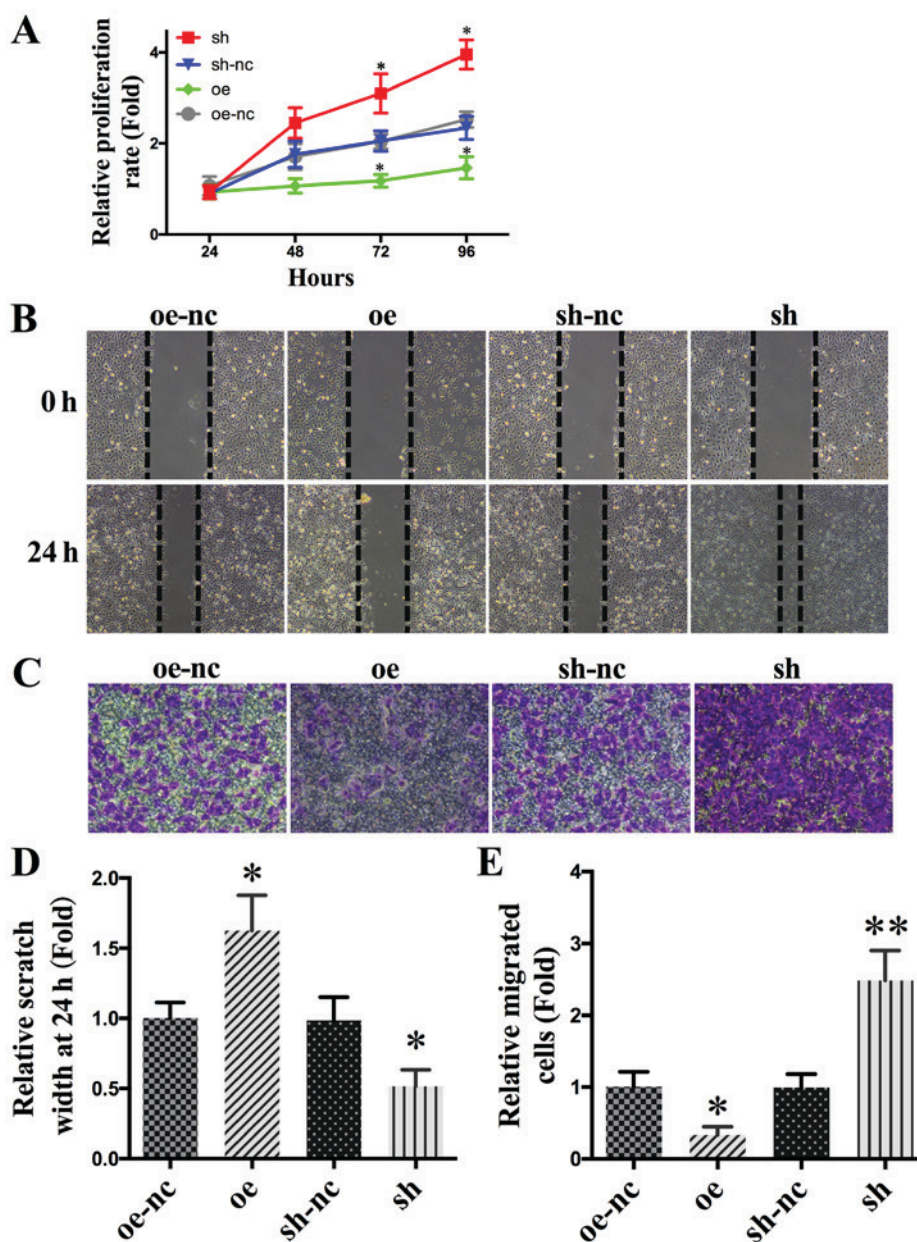 A
sh
sh-nc
oe
oe-nc
Relative proliferation
rate (Fold)
4
2
0
* *
* *
24 48 72 96
Hours
B
oe-nc oe sh-nc sh
0 h
24 h
C
oe-nc oe sh-nc sh
D
Relative scratch
width at 24 h (Fold)
2.0
1.5
1.0
0.5
0.0
* *
oe-nc oe sh-nc sh
E
Relative migrated
cells (Fold)
4
3
2
1
0
* **
oe-nc oe sh-nc sh